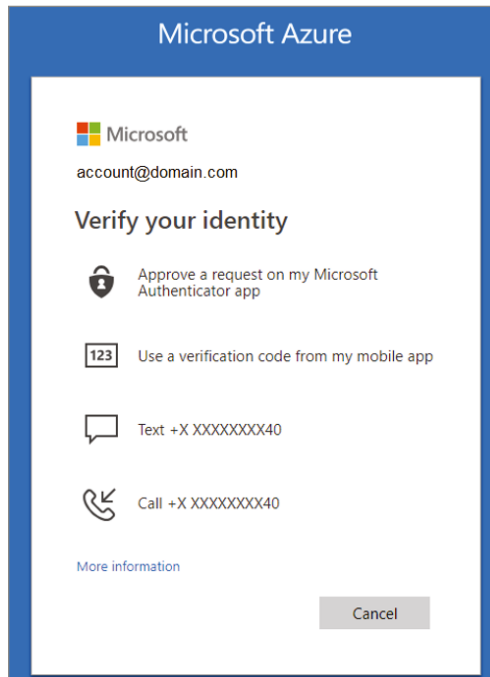 Microsoft Azure
Microsoft
account@domain.com
Verify your identity
Approve a request on my Microsoft
Authenticator app
123
Use a verification code from my mobile app
Text +X XXXXXXXX40
Call +X XXXXXXXX40
More information
Cancel